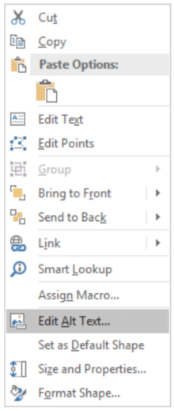 Cut
Copy
Paste Options:
Edit Text
Edit Points
Group
Bring to Front
Send to Back
Link
Smart Lookup
Assign Macro...
Edit Alt Text...
Set as Default Shape
Size and Properties...
Format Shape...